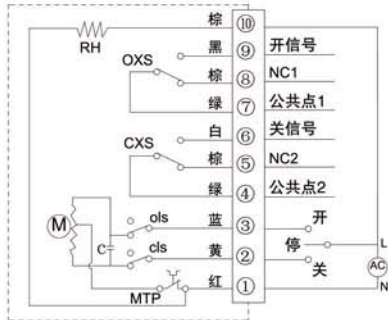 棕 ⑩
RH
黑 ⑨ 开信号
OXS
棕 ⑧ NC1
绿 ⑦ 公共点1
白 ⑥ 关信号
CXS
棕 ⑤ NC2
绿 ④ 公共点2
M C ols 蓝 ③ 开
停 L
cls 黄 ② 关 AC
MTP 红 ① N